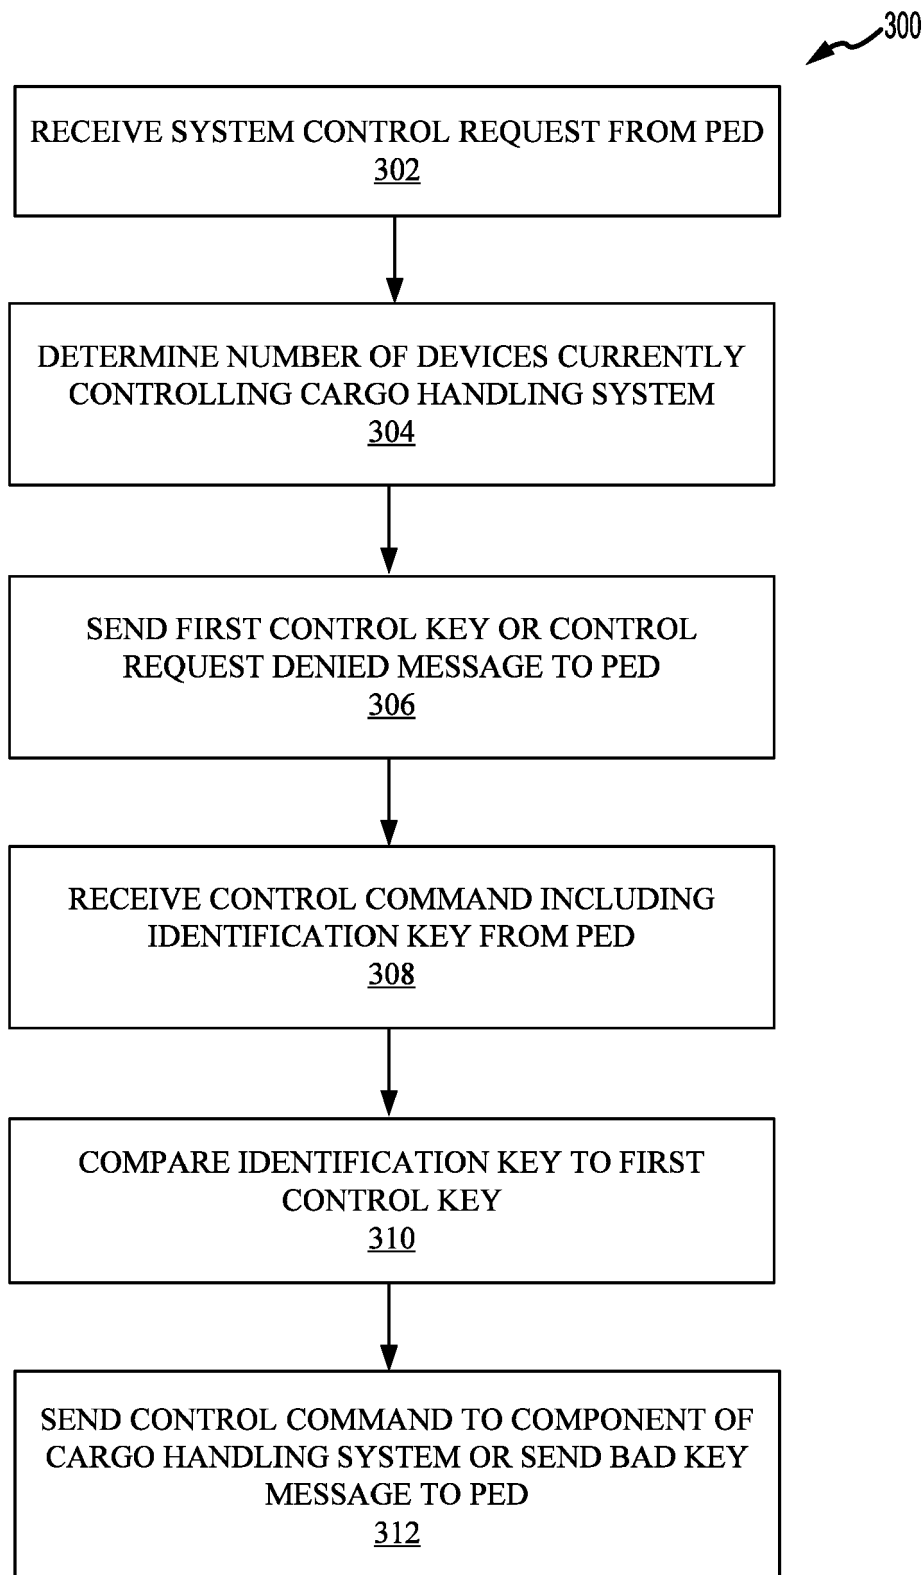 300
RECEIVE SYSTEM CONTROL REQUEST FROM PED
302
DETERMINE NUMBER OF DEVICES CURRENTLY
CONTROLLING CARGO HANDLING SYSTEM
304
SEND FIRST CONTROL KEY OR CONTROL
REQUEST DENIED MESSAGE TO PED
306
RECEIVE CONTROL COMMAND INCLUDING
IDENTIFICATION KEY FROM PED
308
COMPARE IDENTIFICATION KEY TO FIRST
CONTROL KEY
310
SEND CONTROL COMMAND TO COMPONENT OF
CARGO HANDLING SYSTEM OR SEND BAD KEY
MESSAGE TO PED
312